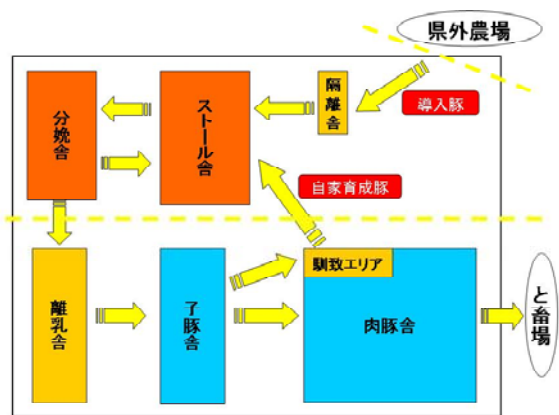 県外農場
隔離舎
導入豚
分娩舎
ストール舎
自家育成豚
馴致エリア
離乳舎
子豚舎
肉豚舎
と畜場